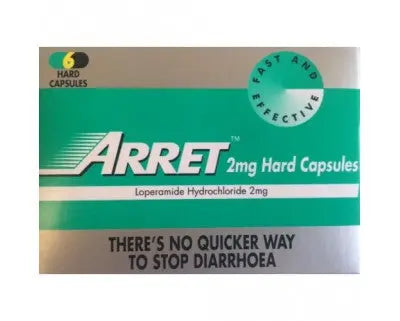 6
HARD
CAPSULES
FAST AND
EFFECTIVE
ARRET™ 2mg Hard Capsules
Loperamide Hydrochloride 2mg
THERE'S NO QUICKER WAY
TO STOP DIARRHOEA